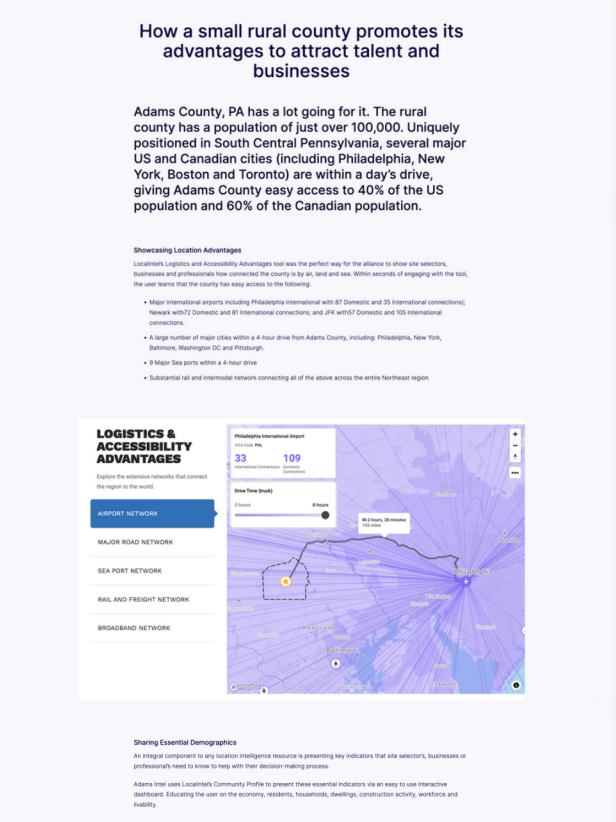 How a small rural county promotes its
advantages to attract talent and
businesses
Adams County, PA has a lot going for it. The rural
county has a population of just over 100,000. Uniquely
positioned in South Central Pennsylvania, several major
US and Canadian cities (including Philadelphia, New
York, Boston and Toronto) are within a day's drive,
giving Adams County easy access to 40% of the US
population and 60% of the Canadian population.
Showcasing Location Advantages
Localintel's Logistics and Accessibility Advantages tool was the perfect way for the alliance to show site selectors,
businesses and professionals how connected the county is by air, land and sea. Within seconds of engaging with the tool,
the user learns that the county has easy access to the following:
• Major international airports including Philadelphia International with 87 Domestic and 35 International connections);
Newark with72 Domestic and 81 International connections; and JFK with57 Domestic and 105 International
connections.
• A large number of major cities within a 4-hour drive from Adams County, including: Philadelphia, New York,
Baltimore, Washington DC and Pittsburgh.
• 9 Major Sea ports within a 4-hour drive
• Substantial rail and intermodal network connecting all of the above across the entire Northeast region
LOGISTICS &
ACCESSIBILITY
ADVANTAGES
Explore the extensive networks that connect
the region to the world.
AIRPORT NETWORK
MAJOR ROAD NETWORK
SEA PORT NETWORK
RAIL AND FREIGHT NETWORK
BROADBAND NETWORK
Philadelphia International Airport
IATA Code: PHL
33 109
International Connections Domestic
Connections
Drive Time (truck)
0 hours 8 hours
2 hours, 28 minutes
145 miles
Philadelphia
Baltimore
Sharing Essential Demographics
An integral component to any location intelligence resource is presenting key indicators that site selector's, businesses or
professional's need to know to help with their decision-making process.
Adams Intel uses Localintel's Community Profile to present these essential indicators via an easy to use interactive
dashboard. Educating the user on the economy, residents, households, dwellings, construction activity, workforce and
livability.